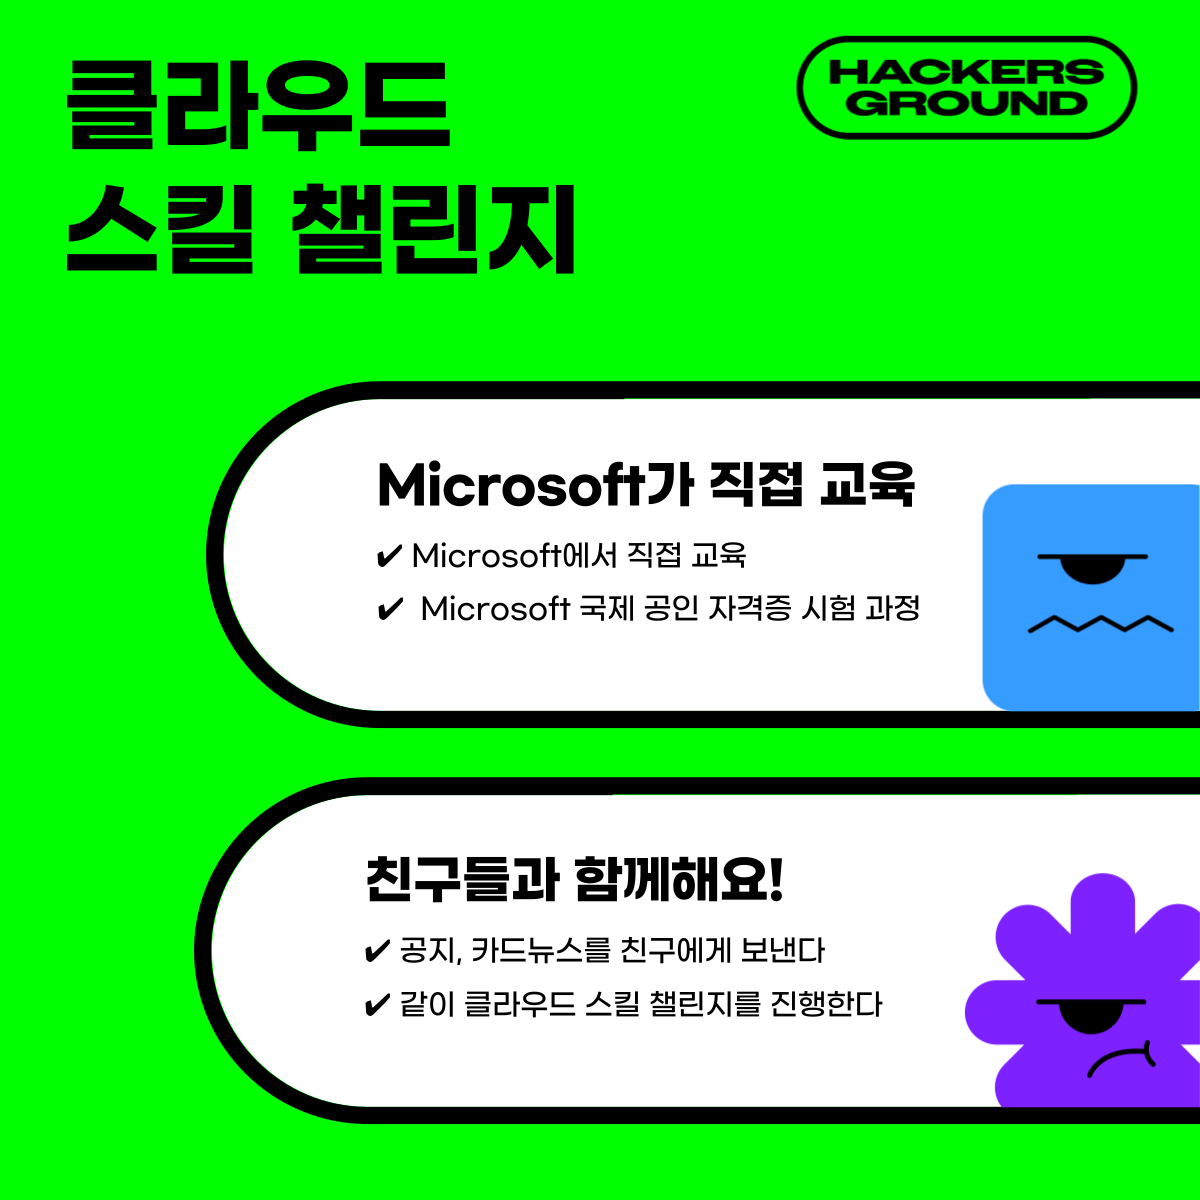 클라우드
스킬 챌린지
HACKERS
GROUND
Microsoft가 직접 교육
✔ Microsoft에서 직접 교육
✔ Microsoft 국제 공인 자격증 시험 과정
친구들과 함께해요!
✔ 공지, 카드뉴스를 친구에게 보낸다
✔ 같이 클라우드 스킬 챌린지를 진행한다